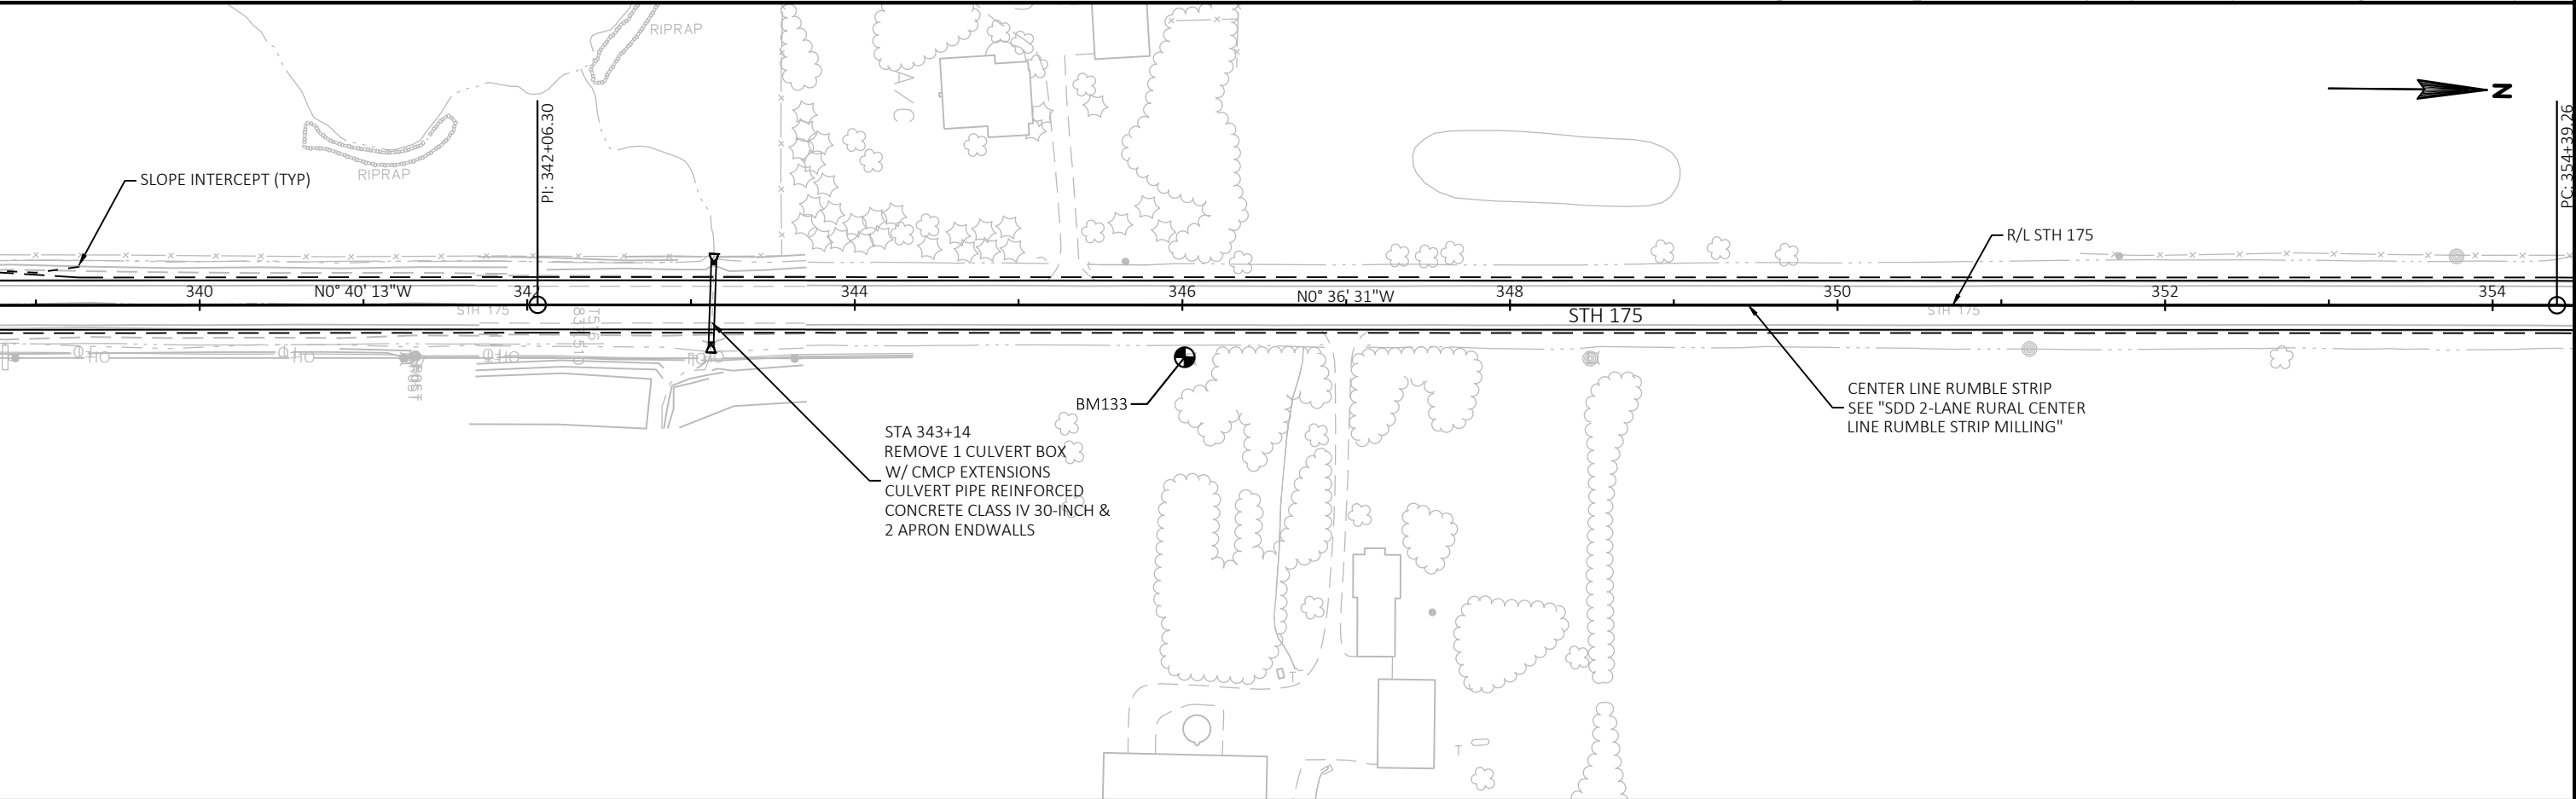 RIPRAP
RIPRAP
AVC
N
PI: 342+06.30
PC: 354+39.26
SLOPE INTERCEPT (TYP)
R/L STH 175
340
N0° 40' 13"W
342
344
346
N0° 36' 31"W
348
350
352
354
STH 175
STH 175
STH 175
BM133
CENTER LINE RUMBLE STRIP
SEE "SDD 2-LANE RURAL CENTER
LINE RUMBLE STRIP MILLING"
STA 343+14
REMOVE 1 CULVERT BOX
W/ CMCP EXTENSIONS
CULVERT PIPE REINFORCED
CONCRETE CLASS IV 30-INCH &
2 APRON ENDWALLS
T
T